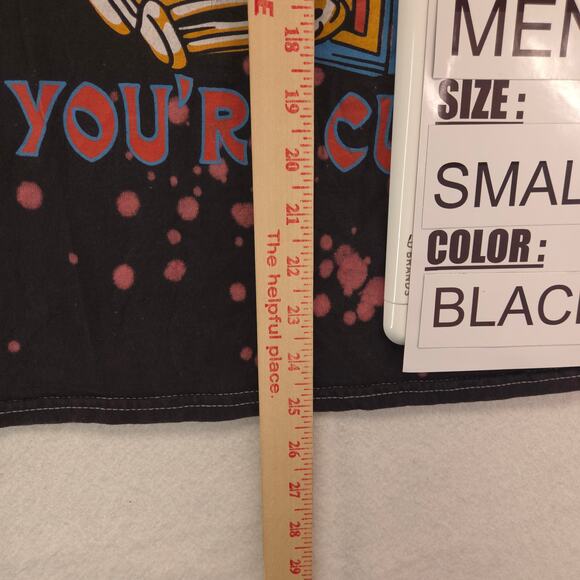 MEN
SIZE :
SMAL
COLOR :
BLAC
YOU'R CU
The helpful place.
18
19
20
21
22
23
24
25
26
27
28
29